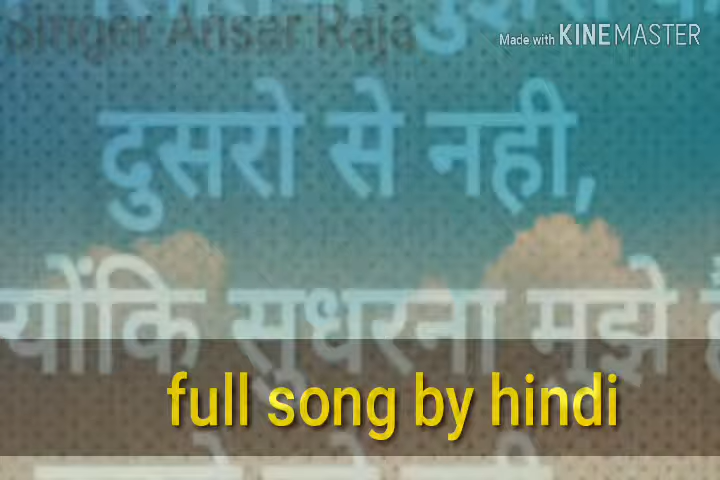 Singer Ansar Raja
Made with KINEMASTER
दुसरो से नही,
क्योंकि सुधरना मुझे है
full song by hindi